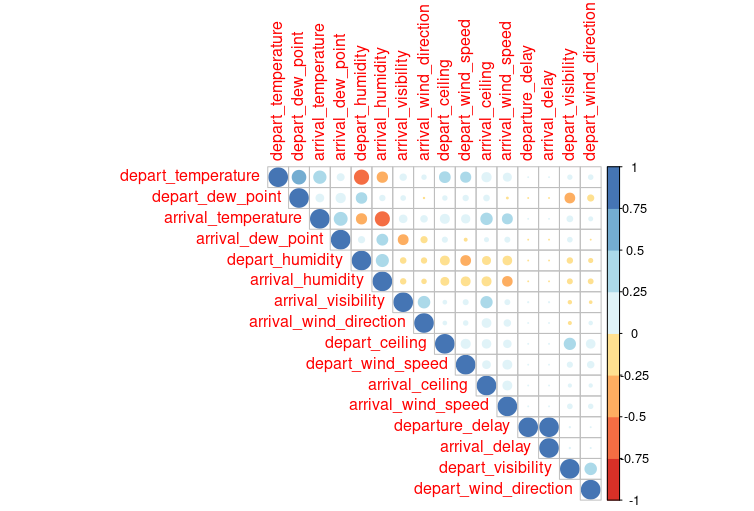 depart_temperature
depart_dew_point
arrival_temperature
arrival_dew_point
depart_humidity
arrival_humidity
arrival_visibility
arrival_wind_direction
depart_ceiling
depart_wind_speed
arrival_ceiling
arrival_wind_speed
departure_delay
arrival_delay
depart_visibility
depart_wind_direction
depart_temperature
depart_dew_point
arrival_temperature
arrival_dew_point
depart_humidity
arrival_humidity
arrival_visibility
arrival_wind_direction
depart_ceiling
depart_wind_speed
arrival_ceiling
arrival_wind_speed
departure_delay
arrival_delay
depart_visibility
depart_wind_direction
1
0.75
0.5
0.25
0
-0.25
-0.5
-0.75
-1